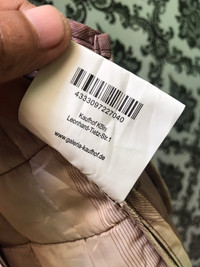 4333097227040
Kaufhof Köln
Leonhard-Tietz-Str.1
www.galeria-kaufhof.de